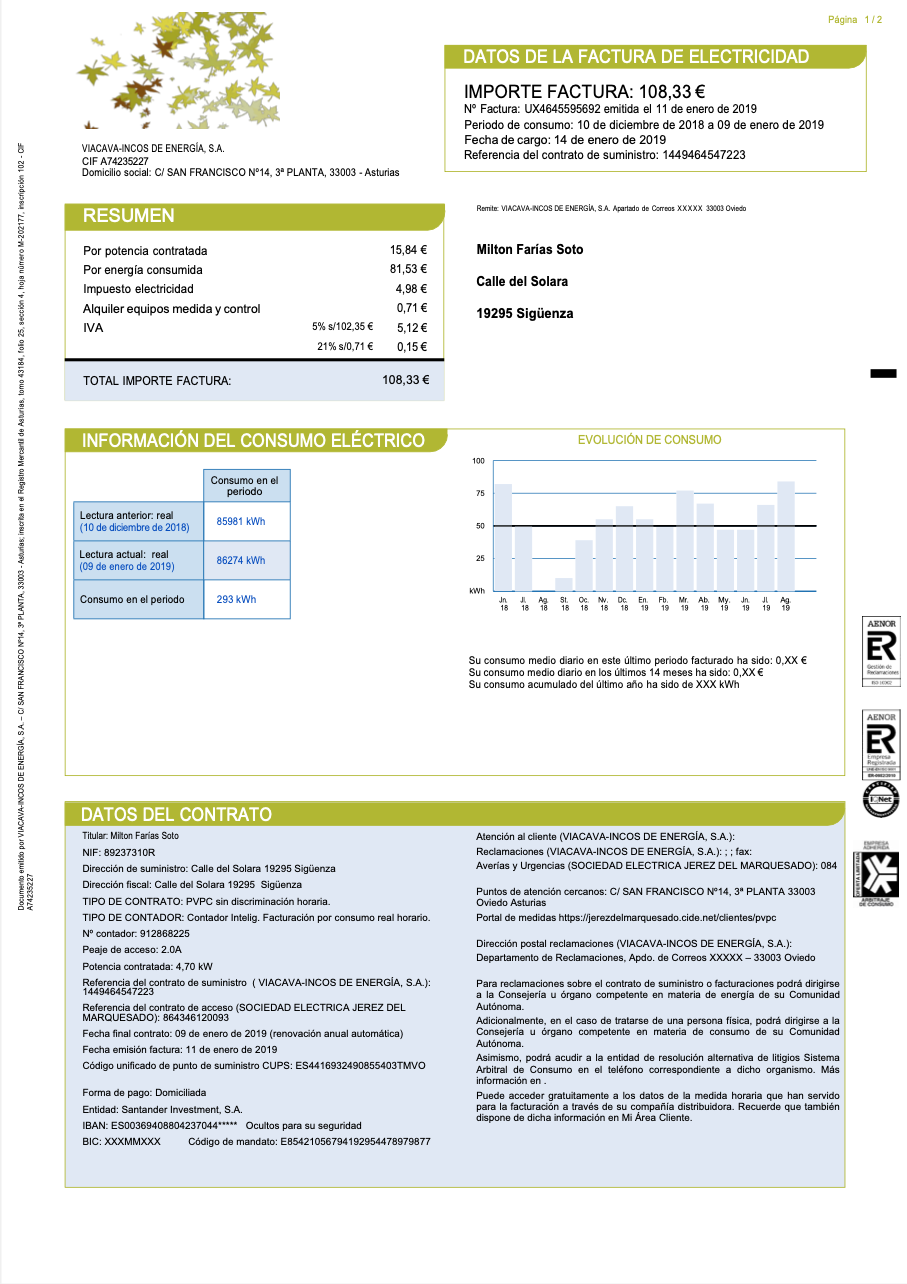 Página 1 / 2
DATOS DE LA FACTURA DE ELECTRICIDAD
IMPORTE FACTURA: 108,33 €
Nº Factura: UX4645595692 emitida el 11 de enero de 2019
Periodo de consumo: 10 de diciembre de 2018 a 09 de enero de 2019
Fecha de cargo: 14 de enero de 2019
Referencia del contrato de suministro: 1449464547223
VIACAVA-INCOS DE ENERGÍA, S.A.
CIF A74235227
Domicilio social: C/ SAN FRANCISCO Nº14, 3ª PLANTA, 33003 - Asturias
RESUMEN
Por potencia contratada 15,84 €
Por energía consumida 81,53 €
Impuesto electricidad 4,98 €
Alquiler equipos medida y control 0,71 €
IVA 5% s/102,35 € 5,12 €
21% s/0,71 € 0,15 €
TOTAL IMPORTE FACTURA: 108,33 €
Remite: VIACAVA-INCOS DE ENERGÍA, S.A. Apartado de Correos XXXXX 33003 Oviedo
Milton Farías Soto
Calle del Solara
19295 Sigüenza
INFORMACIÓN DEL CONSUMO ELÉCTRICO
Consumo en el
periodo
Lectura anterior: real
(10 de diciembre de 2018)
85981 kWh
Lectura actual: real
(09 de enero de 2019)
86274 kWh
Consumo en el periodo 293 kWh
EVOLUCIÓN DE CONSUMO
100
75
50
25
kWh
Jn. Jl. Ag. St. Oc. Nv. Dc. En. Fb. Mr. Ab. My. Jn. Jl. Ag.
18 18 18 18 18 18 18 19 19 19 19 19 19 19 19
Su consumo medio diario en este último periodo facturado ha sido: 0,XX €
Su consumo medio diario en los últimos 14 meses ha sido: 0,XX €
Su consumo acumulado del último año ha sido de XXX kWh
DATOS DEL CONTRATO
Titular: Milton Farías Soto
NIF: 89237310R
Dirección de suministro: Calle del Solara 19295 Sigüenza
Dirección fiscal: Calle del Solara 19295 Sigüenza
TIPO DE CONTRATO: PVPC sin discriminación horaria.
TIPO DE CONTADOR: Contador Intelig. Facturación por consumo real horario.
Nº contador: 912868225
Peaje de acceso: 2.0A
Potencia contratada: 4,70 kW
Referencia del contrato de suministro ( VIACAVA-INCOS DE ENERGÍA, S.A.):
1449464547223
Referencia del contrato de acceso (SOCIEDAD ELECTRICA JEREZ DEL
MARQUESADO): 864346120093
Fecha final contrato: 09 de enero de 2019 (renovación anual automática)
Fecha emisión factura: 11 de enero de 2019
Código unificado de punto de suministro CUPS: ES4416932490855403TMVO
Forma de pago: Domiciliada
Entidad: Santander Investment, S.A.
IBAN: ES00369408804237044***** Ocultos para su seguridad
BIC: XXXMMXXX Código de mandato: E85421056794192954478979877
Atención al cliente (VIACAVA-INCOS DE ENERGÍA, S.A.):
Reclamaciones (VIACAVA-INCOS DE ENERGÍA, S.A.): ; ; fax:
Averías y Urgencias (SOCIEDAD ELECTRICA JEREZ DEL MARQUESADO): 084
Puntos de atención cercanos: C/ SAN FRANCISCO Nº14, 3ª PLANTA 33003
Oviedo Asturias
Portal de medidas https://jerezdelmarquesado.cide.net/clientes/pvpc
Dirección postal reclamaciones (VIACAVA-INCOS DE ENERGÍA, S.A.):
Departamento de Reclamaciones, Apdo. de Correos XXXXX – 33003 Oviedo
Para reclamaciones sobre el contrato de suministro o facturaciones podrá dirigirse
a la Consejería u órgano competente en materia de energía de su Comunidad
Autónoma.
Adicionalmente, en el caso de tratarse de una persona física, podrá dirigirse a la
Consejería u órgano competente en materia de consumo de su Comunidad
Autónoma.
Asimismo, podrá acudir a la entidad de resolución alternativa de litigios Sistema
Arbitral de Consumo en el teléfono correspondiente a dicho organismo. Más
información en .
Puede acceder gratuitamente a los datos de la medida horaria que han servido
para la facturación a través de su compañía distribuidora. Recuerde que también
dispone de dicha información en Mi Área Cliente.
Documento emitido por VIACAVA-INCOS DE ENERGÍA, S.A. – C/ SAN FRANCISCO Nº14, 3ª PLANTA, 33003 - Asturias; inscrita en el Registro Mercantil de Asturias, tomo 43184, folio 25, sección 4, hoja número M-202177, inscripción 102 - CIF
A74235227
AENOR
ER
Gestión de
Reclamaciones
AENOR
ER
Empresa
Registrada
IQNet
EMPRESA
ADHERIDA
OFERTA LIMITADA
ARBITRAJE
DE CONSUMO